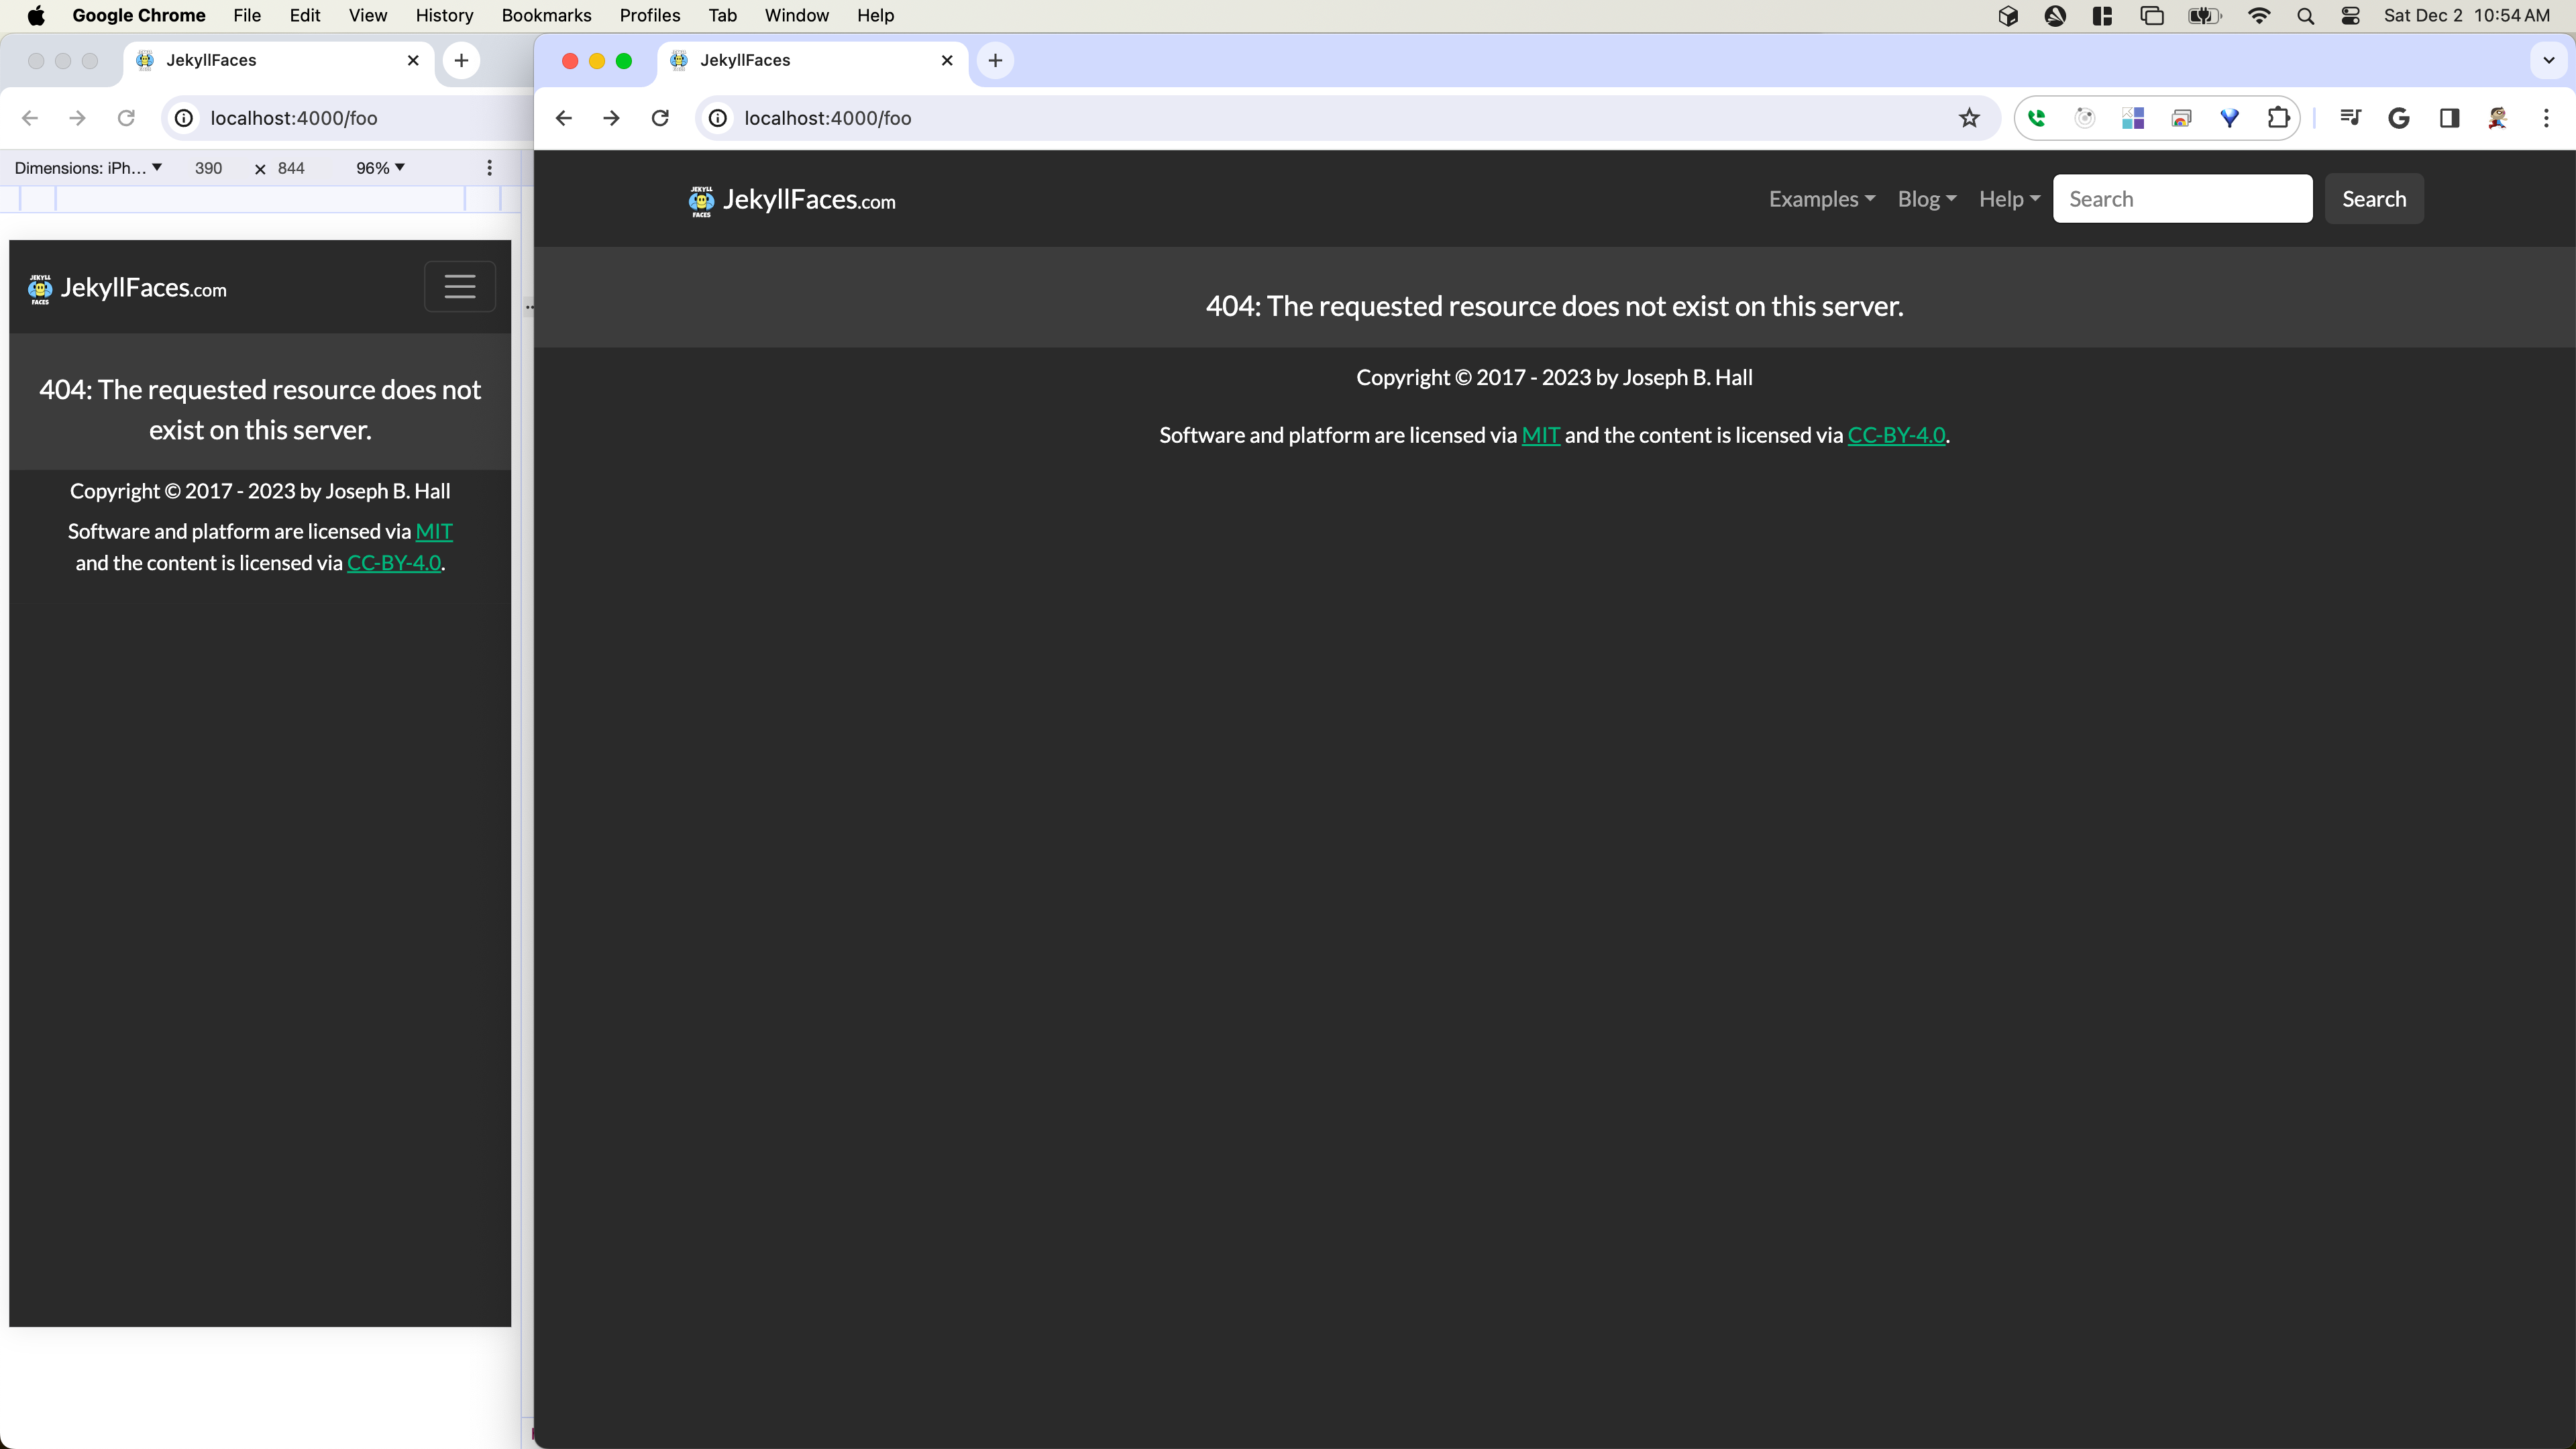 Google Chrome File Edit View History Bookmarks Profiles Tab Window Help Sat Dec 2 10:54 AM
JekyllFaces
localhost:4000/foo
Dimensions: iPh... 390 × 844 96%
JEKYLL
FACES
JekyllFaces.com
404: The requested resource does not
exist on this server.
Copyright © 2017 - 2023 by Joseph B. Hall
Software and platform are licensed via MIT
and the content is licensed via CC-BY-4.0.
JekyllFaces
localhost:4000/foo
JEKYLL
FACES
JekyllFaces.com Examples Blog Help Search Search
404: The requested resource does not exist on this server.
Copyright © 2017 - 2023 by Joseph B. Hall
Software and platform are licensed via MIT and the content is licensed via CC-BY-4.0.